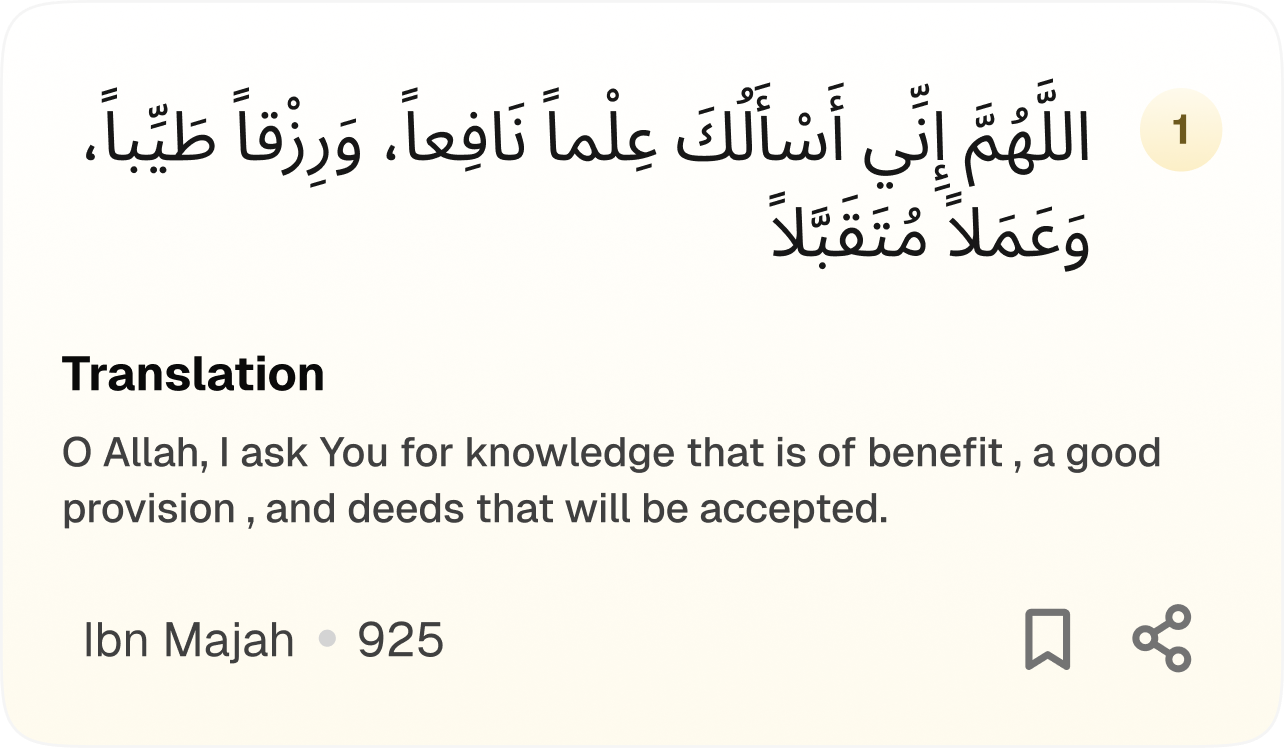 1
اللَّهُمَّ إِنِّي أَسْأَلُكَ عِلْماً نَافِعاً، وَرِزْقاً طَيِّباً،
وَعَمَلاً مُتَقَبَّلاً
Translation
O Allah, I ask You for knowledge that is of benefit , a good
provision , and deeds that will be accepted.
Ibn Majah • 925